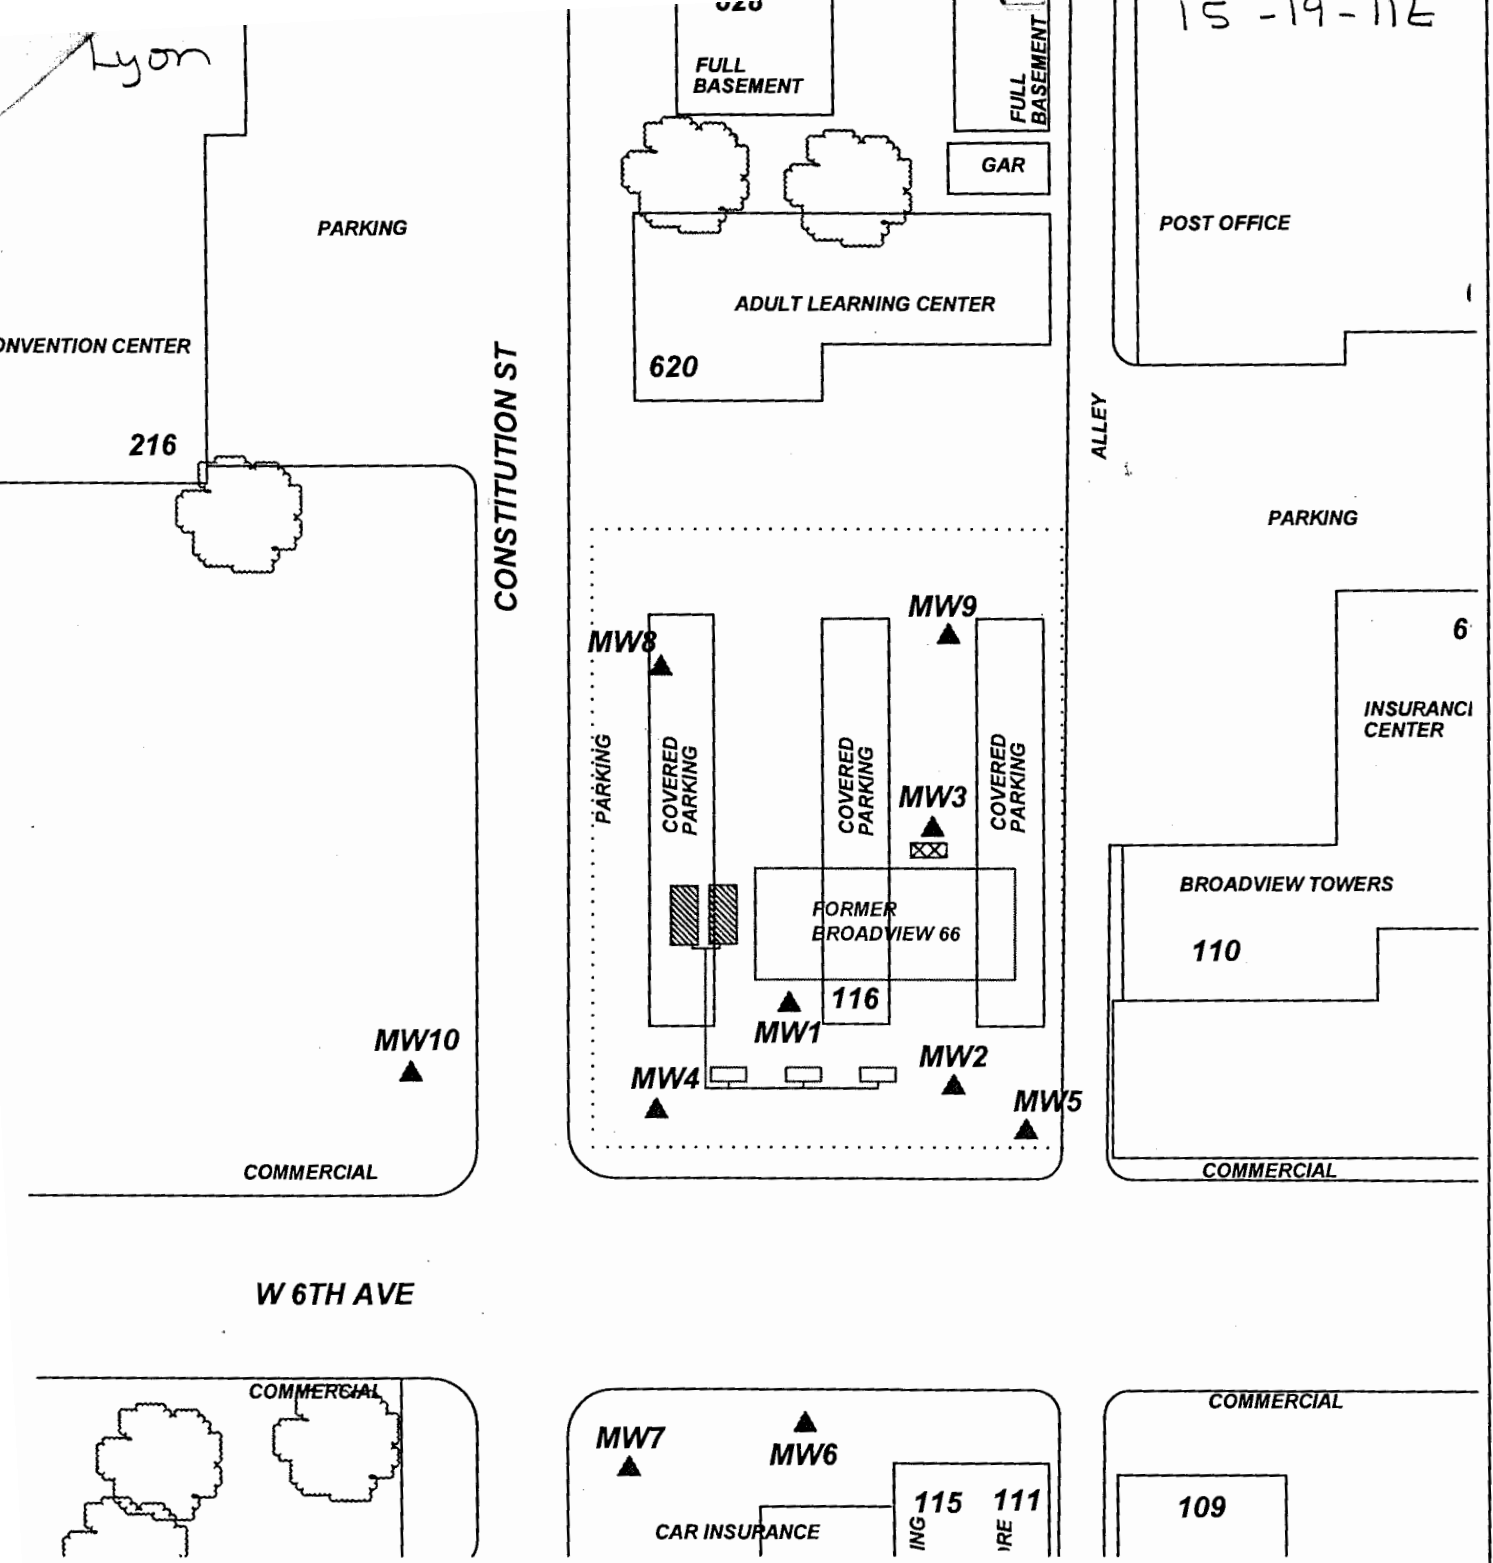 Lyon
15-19-11E
FULL
BASEMENT
FULL
BASEMENT
GAR
PARKING
POST OFFICE
ADULT LEARNING CENTER
ONVENTION CENTER
620
216
CONSTITUTION ST
ALLEY
PARKING
MW9
MW8
6
INSURANC
CENTER
PARKING
COVERED
PARKING
COVERED
PARKING
COVERED
PARKING
MW3
BROADVIEW TOWERS
FORMER
BROADVIEW 66
110
116
MW1
MW10
MW2
MW4
MW5
COMMERCIAL
COMMERCIAL
W 6TH AVE
COMMERCIAL
COMMERCIAL
MW7
MW6
115
111
109
CAR INSURANCE
ING
RE